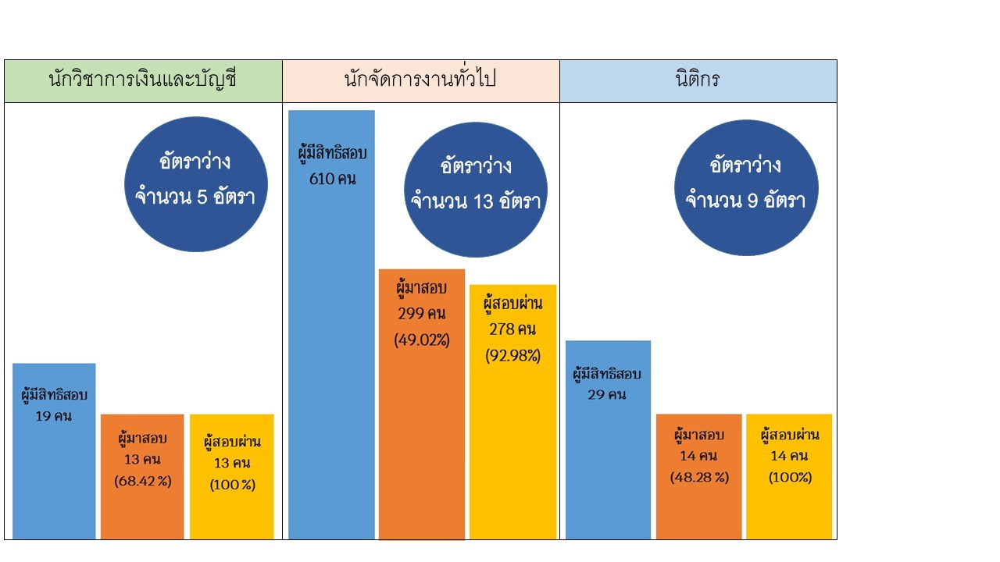 นักวิชาการเงินและบัญชี
อัตราว่าง
จำนวน 5 อัตรา
ผู้มีสิทธิสอบ
19 คน
ผู้มาสอบ
13 คน
(68.42 %)
ผู้สอบผ่าน
13 คน
(100 %)
นักจัดการงานทั่วไป
ผู้มีสิทธิสอบ
610 คน
อัตราว่าง
จำนวน 13 อัตรา
ผู้มาสอบ
299 คน
(49.02%)
ผู้สอบผ่าน
278 คน
(92.98%)
นิติกร
อัตราว่าง
จำนวน 9 อัตรา
ผู้มีสิทธิสอบ
29 คน
ผู้มาสอบ
14 คน
(48.28 %)
ผู้สอบผ่าน
14 คน
(100%)